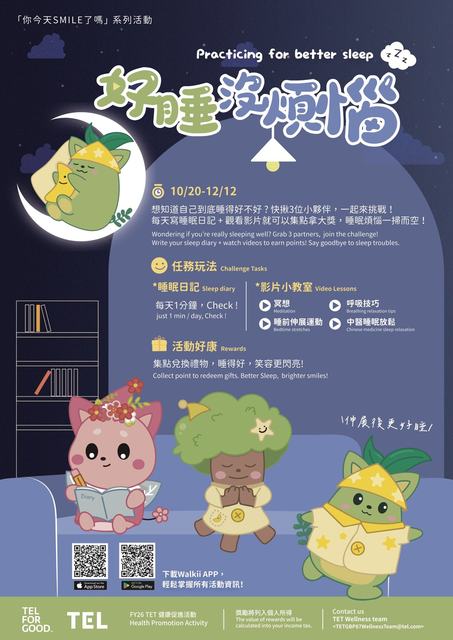 「你今天SMILE了嗎」系列活動
Practicing for better sleep
zzz
好睡沒煩惱
10/20-12/12
想知道自己到底睡得好不好？快揪3位小夥伴，一起來挑戰！
每天寫睡眠日記＋觀看影片就可以集點拿大獎，睡眠煩惱一掃而空！
Wondering if you're really sleeping well? Grab 3 partners, join the challenge!
Write your sleep diary + watch videos to earn points! Say goodbye to sleep troubles.
任務玩法 Challenge Tasks
*睡眠日記 Sleep diary
每天1分鐘，Check！
just 1 min / day, Check !
*影片小教室 Video Lessons
冥想
Meditation
呼吸技巧
Breathing relaxation tips
睡前伸展運動
Bedtime stretches
中醫睡眠放鬆
Chinese medicine sleep relaxation
活動好康 Rewards
集點兌換禮物，睡得好，笑容更閃亮!
Collect point to redeem gifts. Better Sleep, brighter smiles!
伸展後更好睡
Diary
App Store
Google Play
下載Walkii APP，
輕鬆掌握所有活動資訊!
TEL
FOR
GOOD
TEL
FY26 TET 健康促進活動
Health Promotion Activity
獎勵將列入個人所得
The value of rewards will be
calculated into your income tax.
Contact us
TET Wellness team